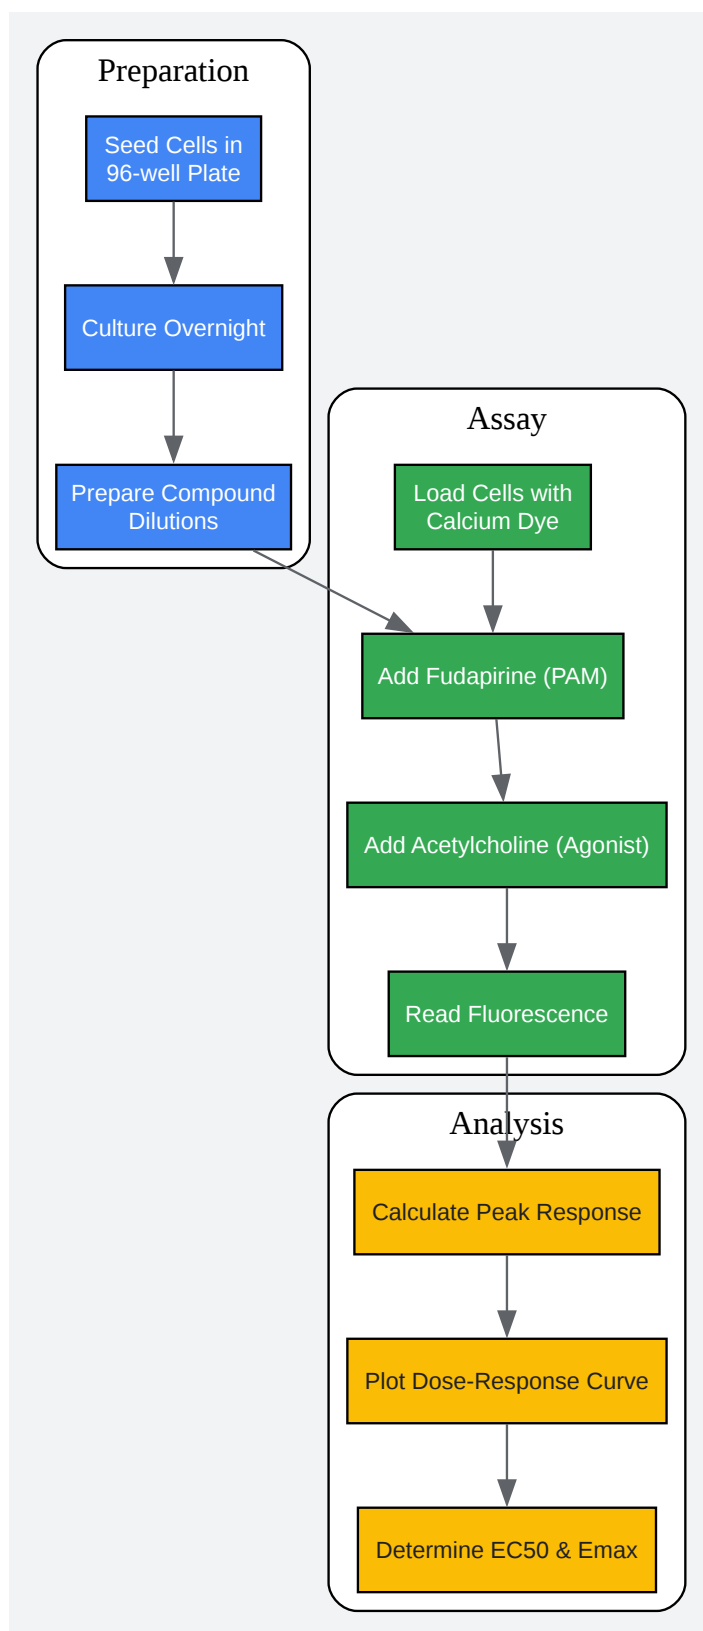 Preparation
Seed Cells in
96-well Plate
Culture Overnight
Prepare Compound
Dilutions
Assay
Load Cells with
Calcium Dye
Add Fudapirine (PAM)
Add Acetylcholine (Agonist)
Read Fluorescence
Analysis
Calculate Peak Response
Plot Dose-Response Curve
Determine EC50 & Emax